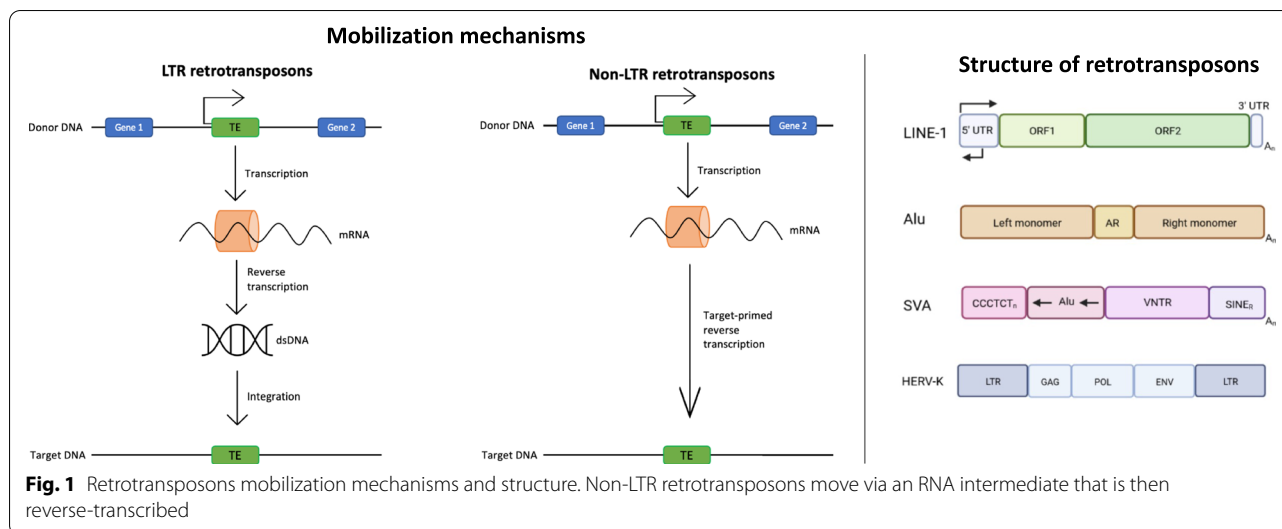 Mobilization mechanisms
LTR retrotransposons
Donor DNA
Gene 1
TE
Gene 2
Transcription
mRNA
Reverse
transcription
dsDNA
Integration
Target DNA
TE
Non-LTR retrotransposons
Donor DNA
Gene 1
TE
Gene 2
Transcription
mRNA
Target-primed
reverse
transcription
Target DNA
TE
Structure of retrotransposons
LINE-1
5' UTR
ORF1
ORF2
3' UTR
Aₙ
Alu
Left monomer
AR
Right monomer
Aₙ
SVA
CCCTCTₙ
Alu
VNTR
SINE_R
Aₙ
HERV-K
LTR
GAG
POL
ENV
LTR
Fig. 1 Retrotransposons mobilization mechanisms and structure. Non-LTR retrotransposons move via an RNA intermediate that is then
reverse-transcribed